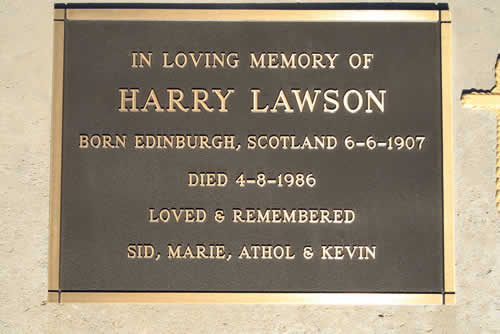 IN LOVING MEMORY OF
HARRY LAWSON
BORN EDINBURGH, SCOTLAND 6-6-1907
DIED 4-8-1986
LOVED & REMEMBERED
SID, MARIE, ATHOL & KEVIN